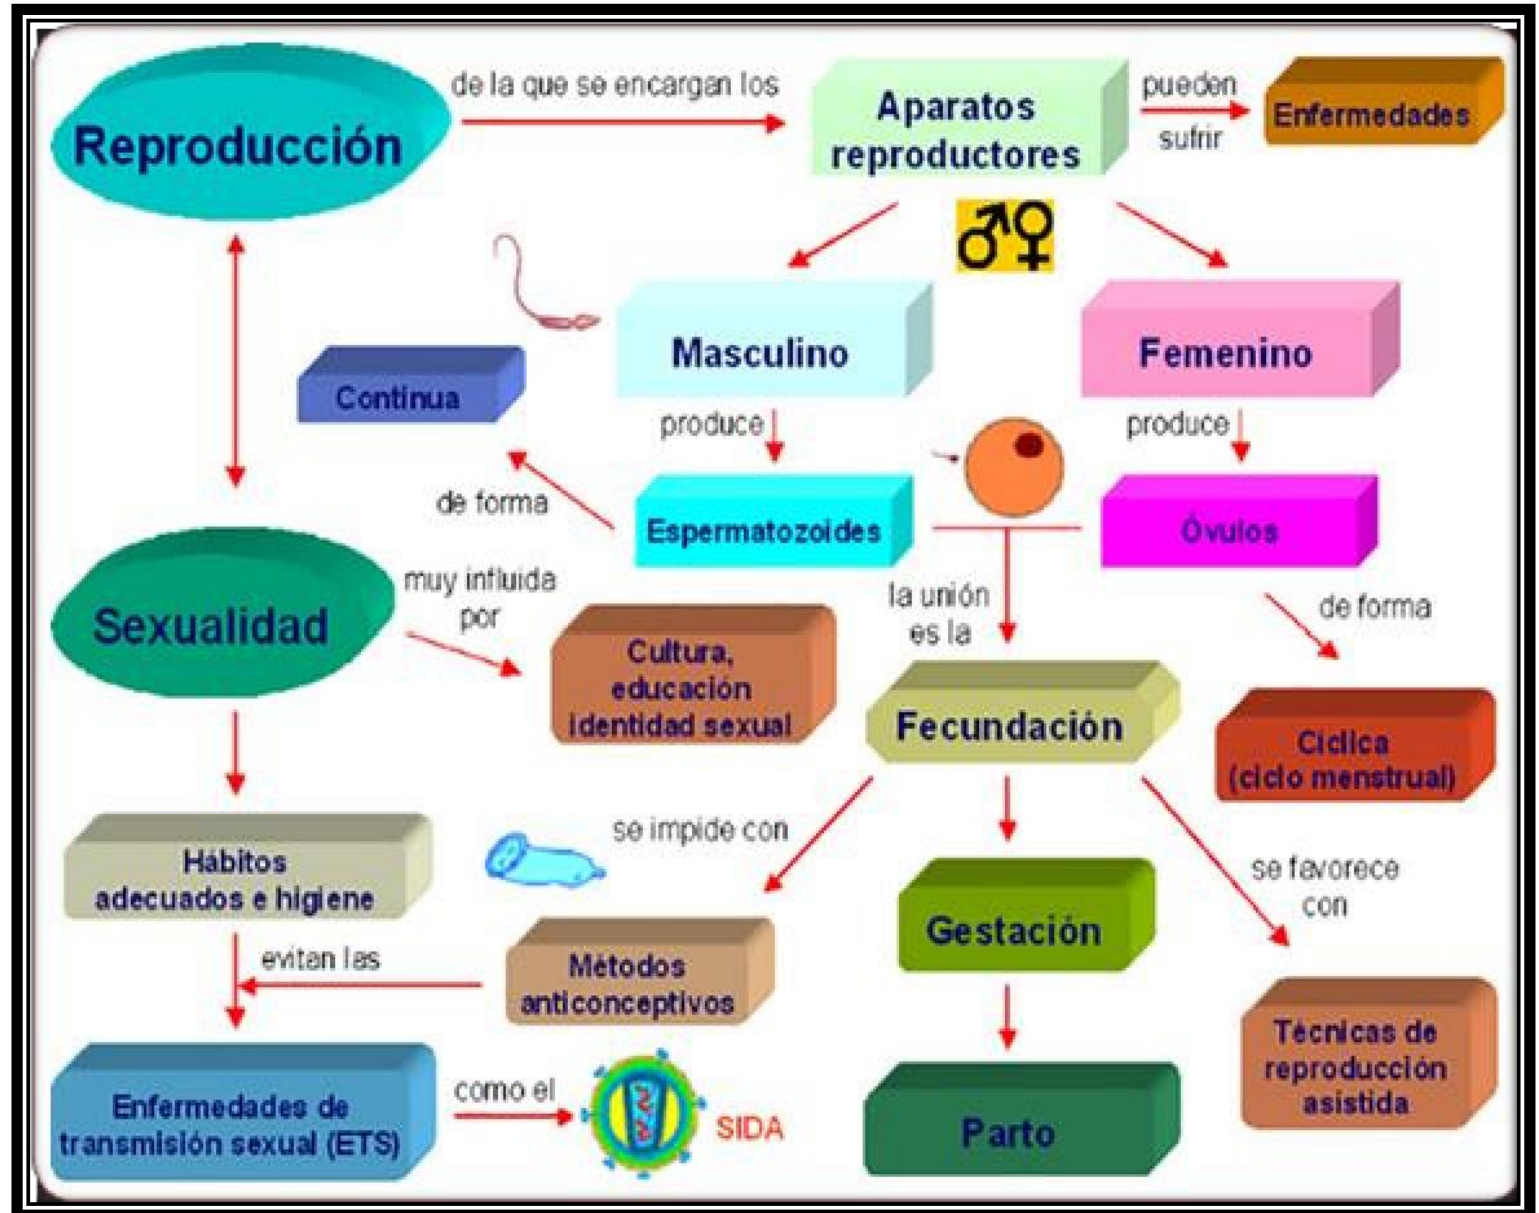 de la que se encargan los
Reproducción
Aparatos
reproductores
pueden
sufrir
Enfermedades
Masculino
Femenino
Contínua
produce
produce
de forma
Espermatozoides
Óvulos
Sexualidad
muy influida
por
la unión
es la
de forma
Cultura,
educación
identidad sexual
Fecundación
Cíclica
(ciclo menstrual)
se impide con
Hábitos
adecuados e higiene
Gestación
se favorece
con
evitan las
Métodos
anticonceptivos
Técnicas de
reproducción
asistida
Enfermedades de
transmisión sexual (ETS)
como el
SIDA
Parto